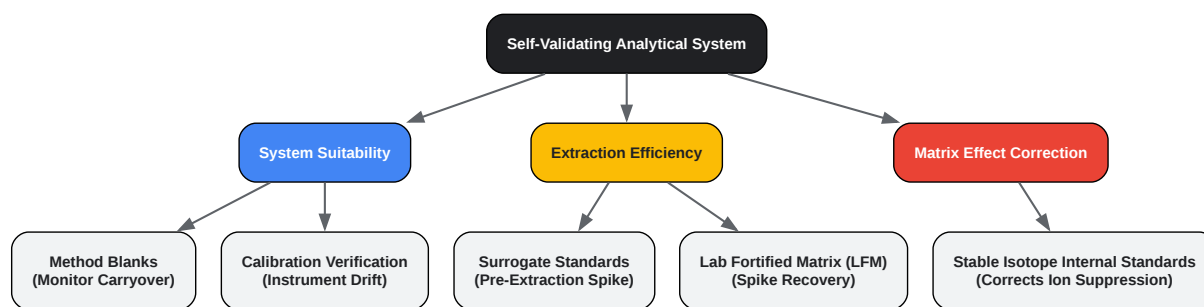 Self-Validating Analytical System
System Suitability
Extraction Efficiency
Matrix Effect Correction
Method Blanks
(Monitor Carryover)
Calibration Verification
(Instrument Drift)
Surrogate Standards
(Pre-Extraction Spike)
Lab Fortified Matrix (LFM)
(Spike Recovery)
Stable Isotope Internal Standards
(Corrects Ion Suppression)